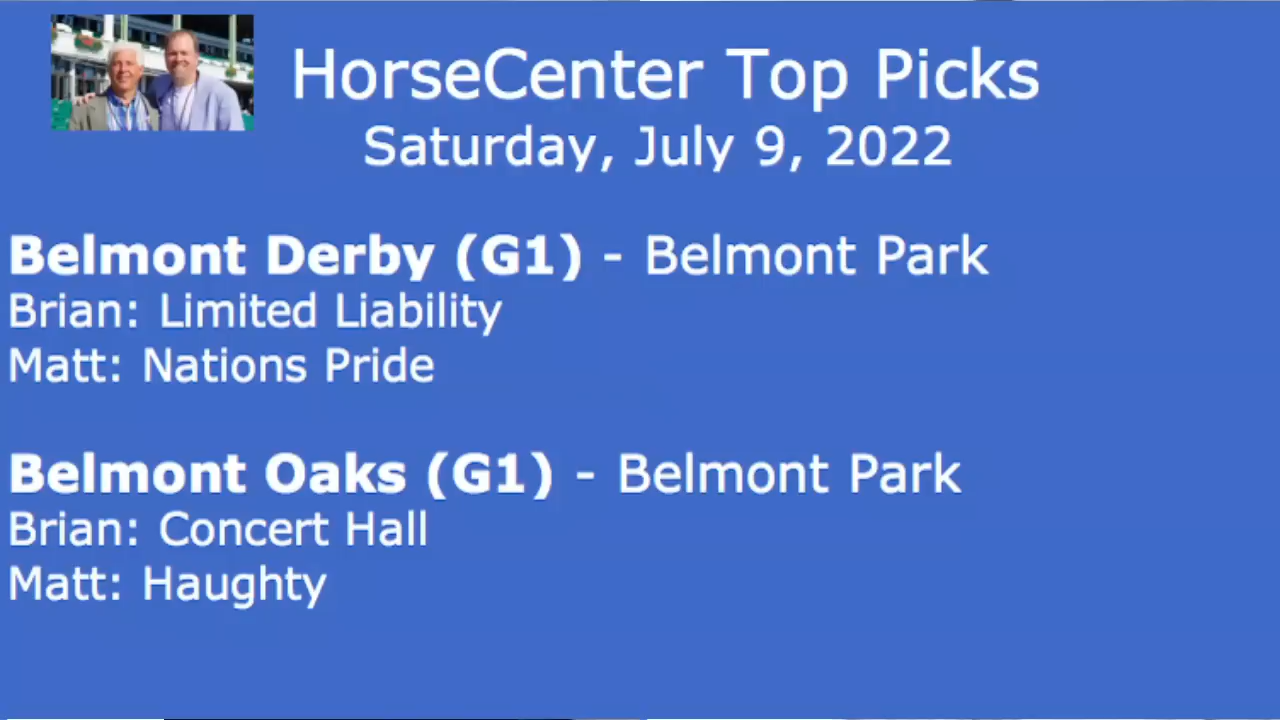 HorseCenter Top Picks
Saturday, July 9, 2022
Belmont Derby (G1) - Belmont Park
Brian: Limited Liability
Matt: Nations Pride
Belmont Oaks (G1) - Belmont Park
Brian: Concert Hall
Matt: Haughty